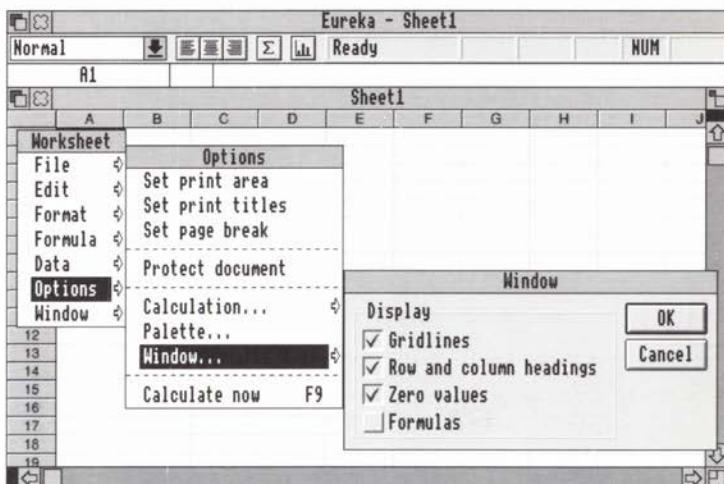 Eureka - Sheet1
Normal Σ Ready NUM
A1
Sheet1
A B C D E F G H I J
Worksheet
File
Edit
Format
Formula
Data
Options
Window
Options
Set print area
Set print titles
Set page break
Protect document
Calculation...
Palette...
Window...
Calculate now F9
Window
Display
Gridlines
Row and column headings
Zero values
Formulas
OK
Cancel
12
13
14
15
16
17
18
19